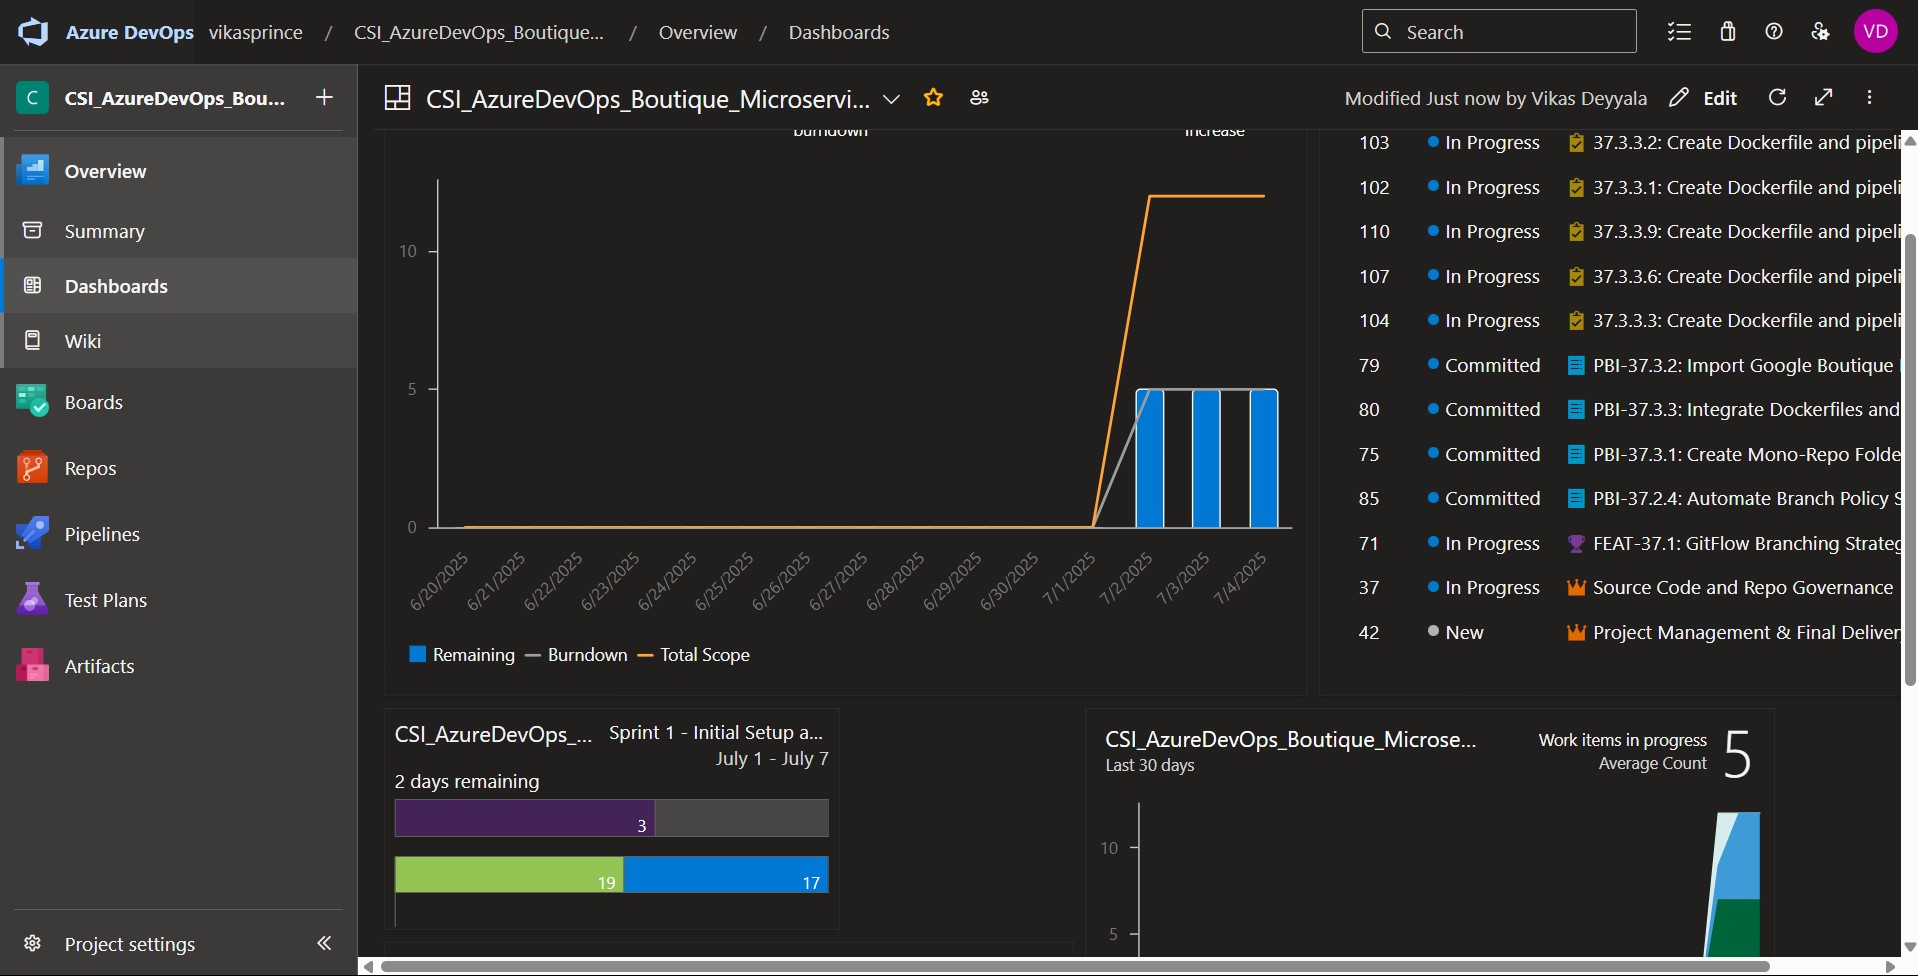 Azure DevOps vikasprince / CSI_AzureDevOps_Boutique... / Overview / Dashboards
Search
VD
C CSI_AzureDevOps_Bou...
Overview
Summary
Dashboards
Wiki
Boards
Repos
Pipelines
Test Plans
Artifacts
Project settings
CSI_AzureDevOps_Boutique_Microservi...
Modified Just now by Vikas Deyyala
Edit
burndown
increase
10
5
0
6/20/2025
6/21/2025
6/22/2025
6/23/2025
6/24/2025
6/25/2025
6/26/2025
6/27/2025
6/28/2025
6/29/2025
6/30/2025
7/1/2025
7/2/2025
7/3/2025
7/4/2025
Remaining Burndown Total Scope
103 In Progress 37.3.3.2: Create Dockerfile and pipeli
102 In Progress 37.3.3.1: Create Dockerfile and pipeli
110 In Progress 37.3.3.9: Create Dockerfile and pipeli
107 In Progress 37.3.3.6: Create Dockerfile and pipeli
104 In Progress 37.3.3.3: Create Dockerfile and pipeli
79 Committed PBI-37.3.2: Import Google Boutique
80 Committed PBI-37.3.3: Integrate Dockerfiles and
75 Committed PBI-37.3.1: Create Mono-Repo Folde
85 Committed PBI-37.2.4: Automate Branch Policy S
71 In Progress FEAT-37.1: GitFlow Branching Strateg
37 In Progress Source Code and Repo Governance
42 New Project Management & Final Deliver
CSI_AzureDevOps_... Sprint 1 - Initial Setup a...
July 1 - July 7
2 days remaining
3
19 17
CSI_AzureDevOps_Boutique_Microse...
Last 30 days
Work items in progress
Average Count
5
10
5